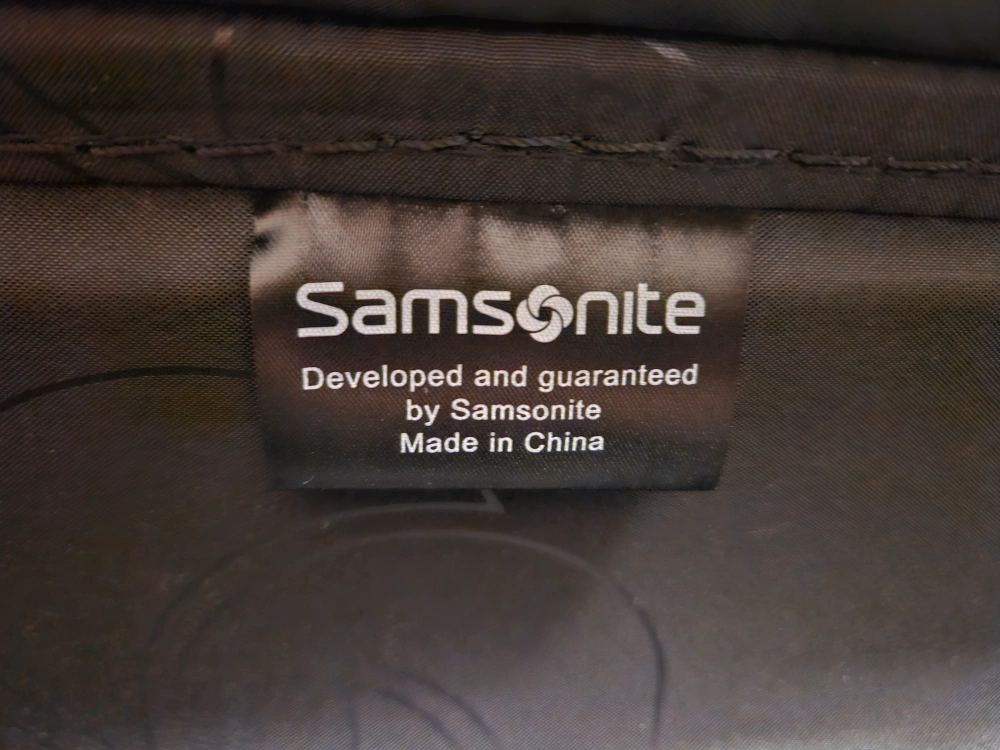 Samsonite
Developed and guaranteed
by Samsonite
Made in China